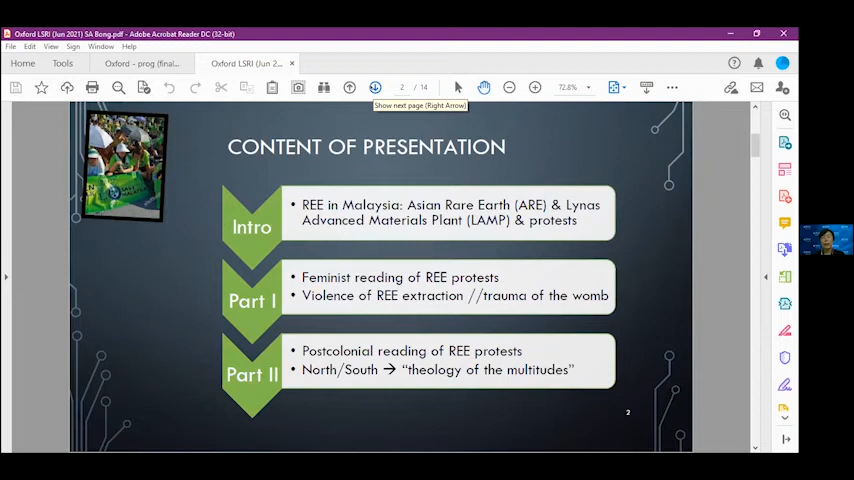 Oxford LSRI (Jun 2021) SA Bong.pdf - Adobe Acrobat Reader DC (32-bit)
File Edit View Sign Window Help
Home Tools Oxford - prog (final... Oxford LSRI (Jun 2... ×
2 / 14 72.8%
Show next page (Right Arrow)
CONTENT OF PRESENTATION
Intro
• REE in Malaysia: Asian Rare Earth (ARE) & Lynas
Advanced Materials Plant (LAMP) & protests
Part I
• Feminist reading of REE protests
• Violence of REE extraction //trauma of the womb
Part II
• Postcolonial reading of REE protests
• North/South → “theology of the multitudes”
2